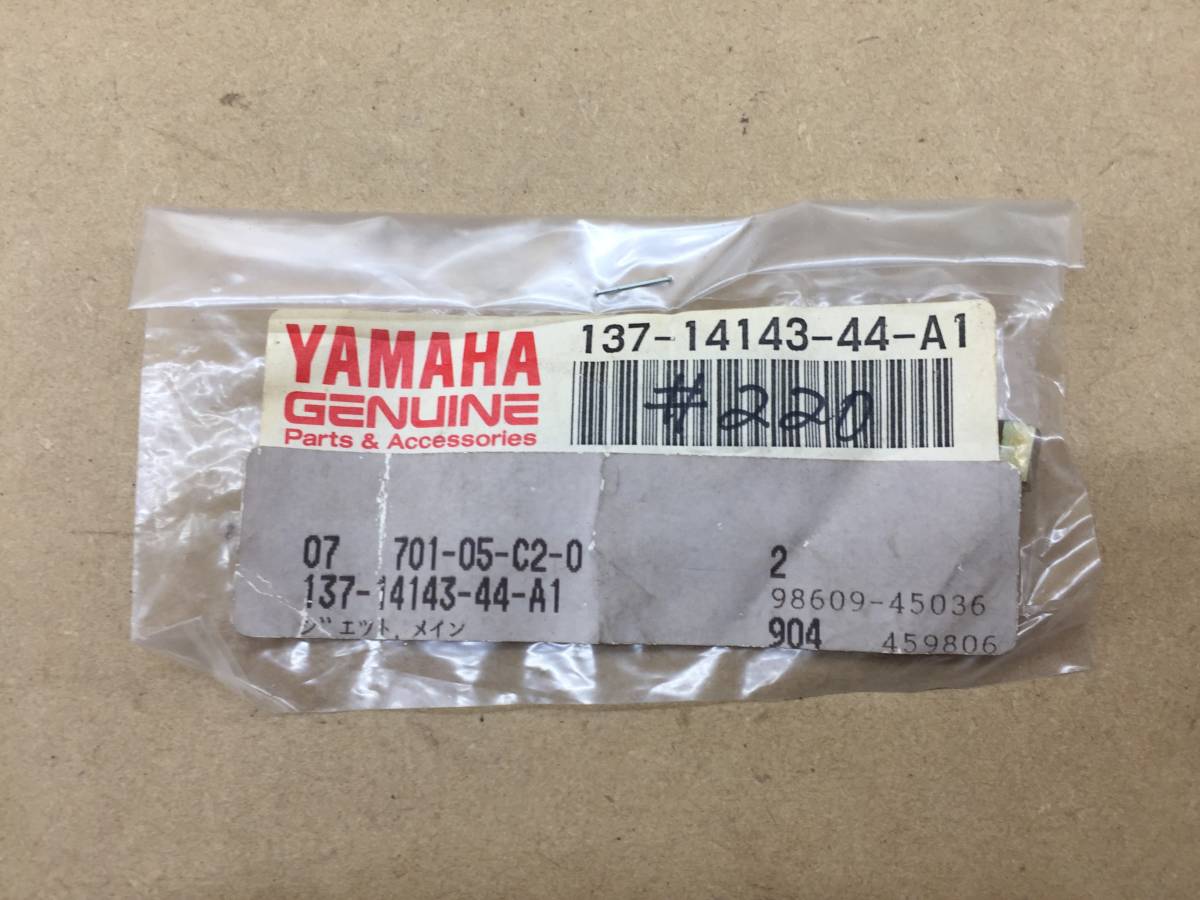 YAMAHA
GENUINE
Parts & Accessories
137-14143-44-A1
#220
07 701-05-C2-0 2
137-14143-44-A1 98609-45036
ジェット,メイン 904 459806